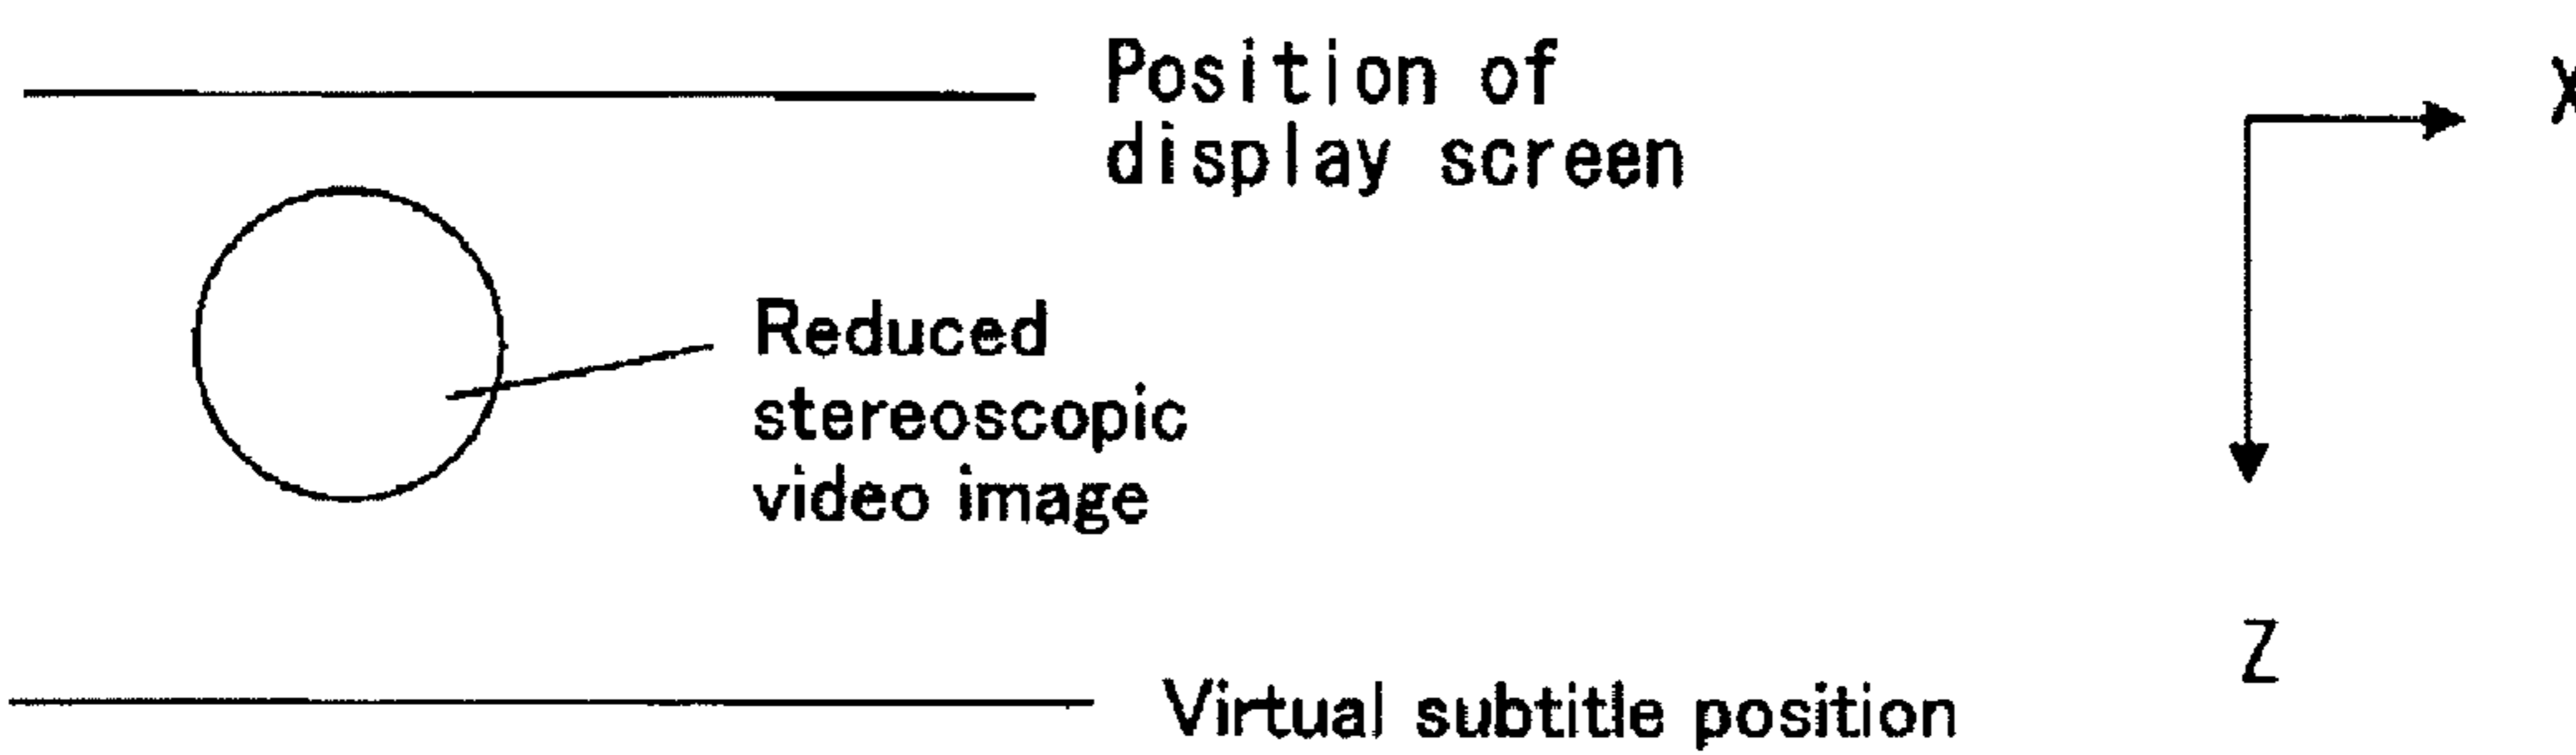 Position of
display screen
X
Reduced
stereoscopic
video image
Z
Virtual subtitle position